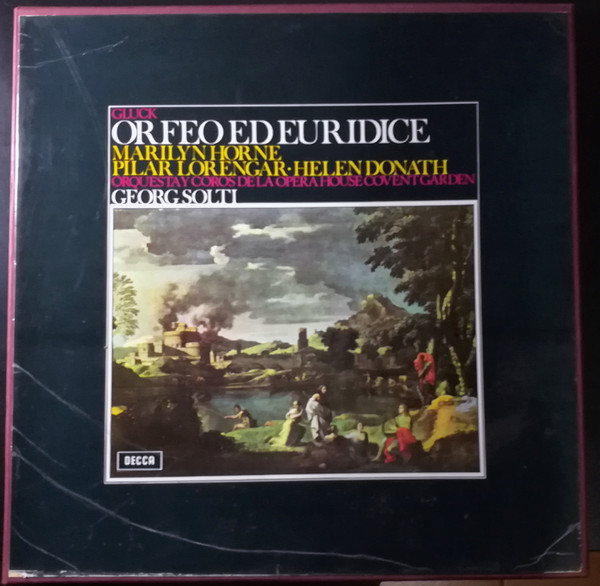 GLUCK
ORFEO ED EURIDICE
MARILYN HORNE
PILAR LORENGAR · HELEN DONATH
ORQUESTA Y COROS DE LA OPERA HOUSE COVENT GARDEN
GEORG SOLTI
DECCA